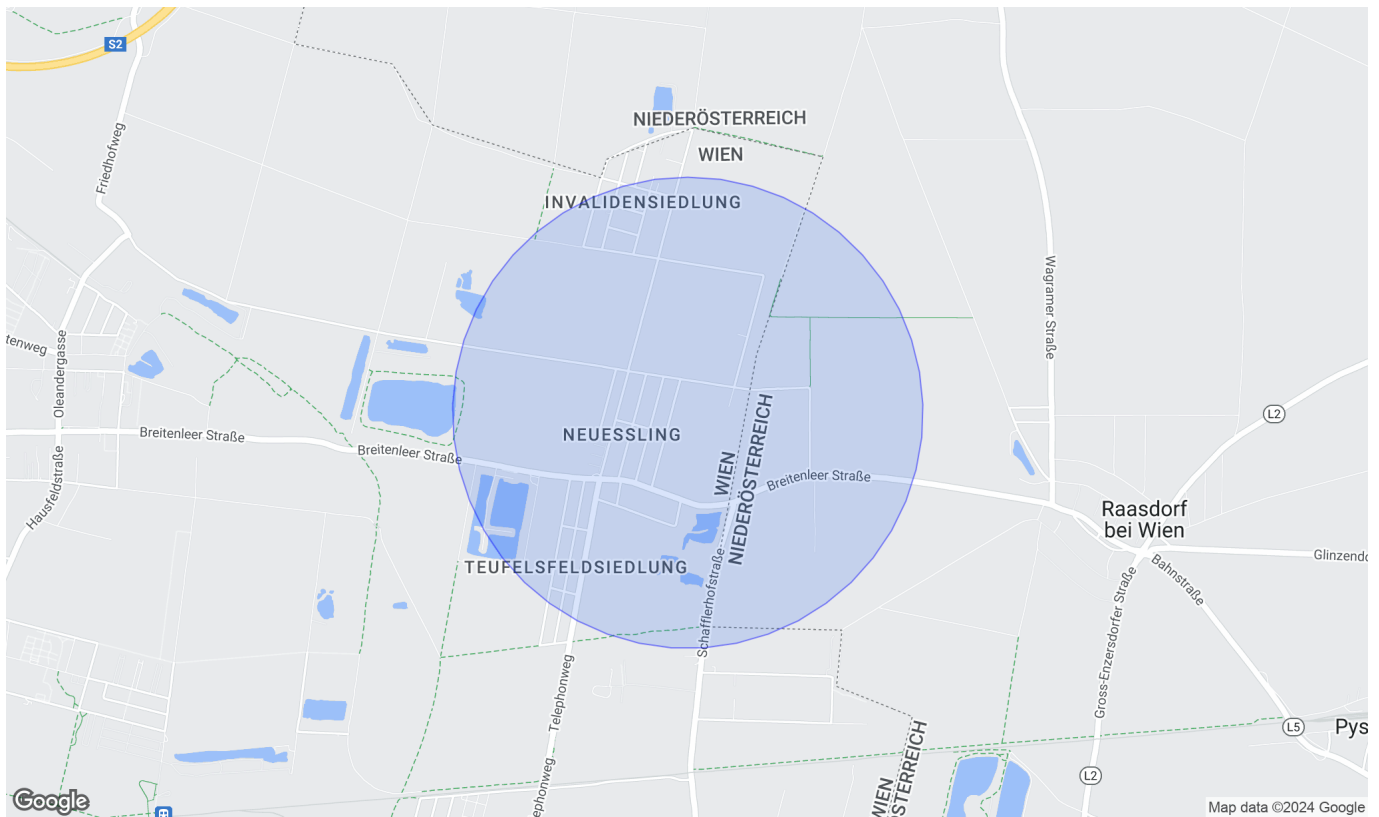 S2
NIEDERÖSTERREICH
WIEN
Friedhofweg
INVALIDENSIEDLUNG
Wagramer Straße
tenweg
Oleandergasse
L2
Breitenleer Straße
NEUESSLING
Breitenleer Straße
WIEN
NIEDERÖSTERREICH
Breitenleer Straße
Hausfeldstraße
Raasdorf
bei Wien
Glinzendo
TEUFELSFELDSIEDLUNG
Schafflerhofstraße
Bahnstraße
Gross-Enzersdorfer Straße
Telephonweg
L5
Pys
WIEN
ÖSTERREICH
L2
ephonweg
Google
Map data ©2024 Google